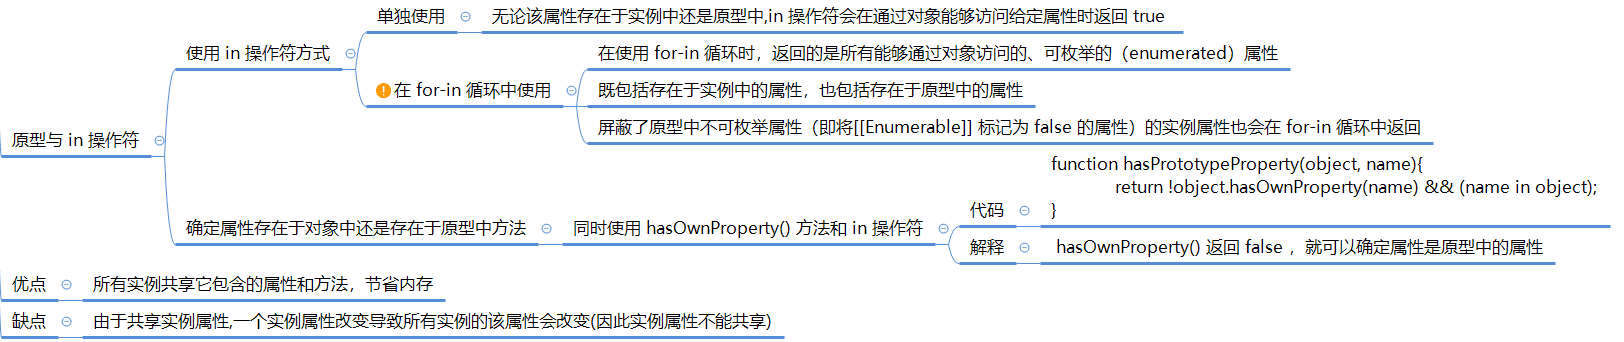 单独使用
无论该属性存在于实例中还是原型中,in 操作符会在通过对象能够访问给定属性时返回 true
使用 in 操作符方式
在 for-in 循环中使用
在使用 for-in 循环时，返回的是所有能够通过对象访问的、可枚举的（enumerated）属性
既包括存在于实例中的属性，也包括存在于原型中的属性
屏蔽了原型中不可枚举属性（即将[[Enumerable]] 标记为 false 的属性）的实例属性也会在 for-in 循环中返回
原型与 in 操作符
确定属性存在于对象中还是存在于原型中方法
同时使用 hasOwnProperty() 方法和 in 操作符
代码
function hasPrototypeProperty(object, name){
return !object.hasOwnProperty(name) && (name in object);
}
解释
hasOwnProperty() 返回 false ，就可以确定属性是原型中的属性
优点
所有实例共享它包含的属性和方法，节省内存
缺点
由于共享实例属性,一个实例属性改变导致所有实例的该属性会改变(因此实例属性不能共享)